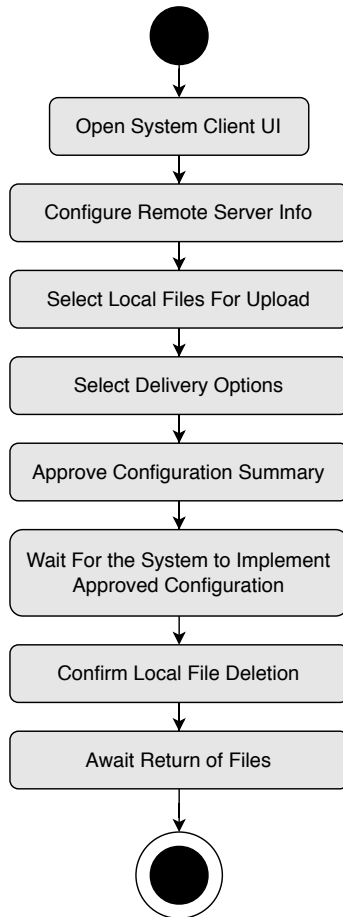 Open System Client UI
Configure Remote Server Info
Select Local Files For Upload
Select Delivery Options
Approve Configuration Summary
Wait For the System to Implement
Approved Configuration
Confirm Local File Deletion
Await Return of Files